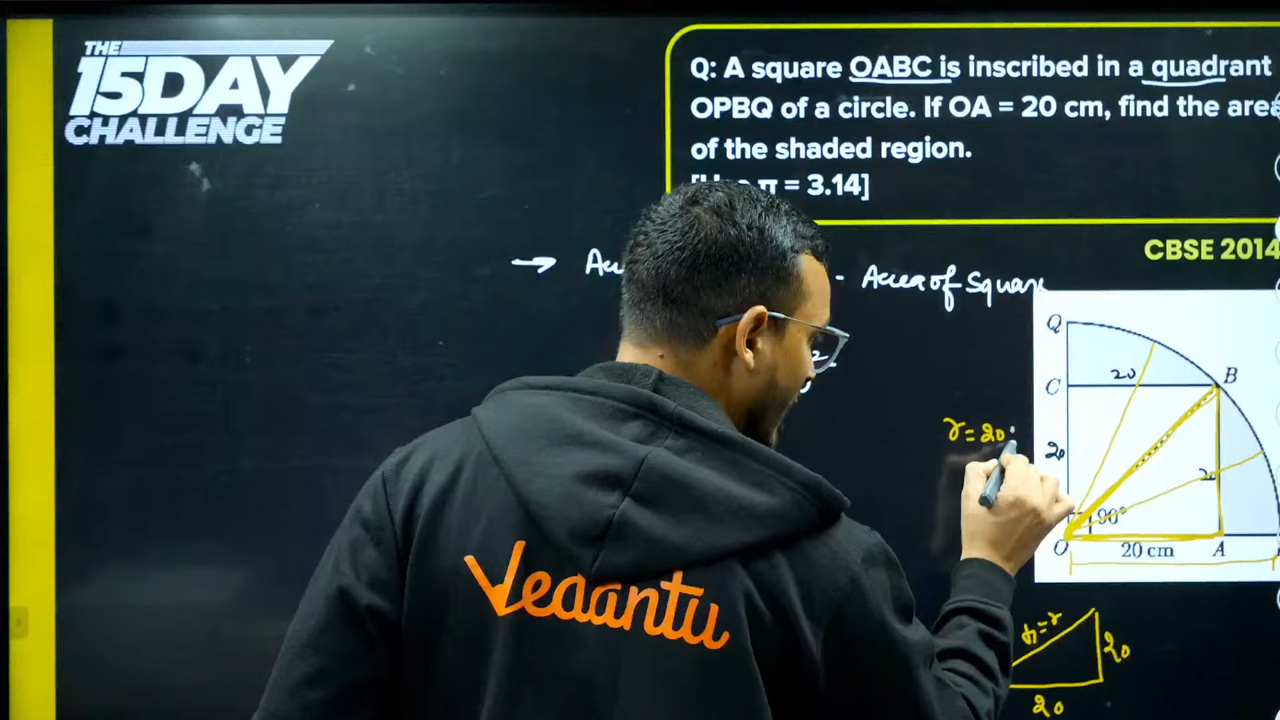 THE
15DAY
CHALLENGE
Q: A square OABC is inscribed in a quadrant
OPBQ of a circle. If OA = 20 cm, find the area
of the shaded region.
π = 3.14]
CBSE 2014
→ - Area of Square
Q
C
20
B
r = 20
20
20
90°
O
20 cm
A
h = r
20
20
Vedantu